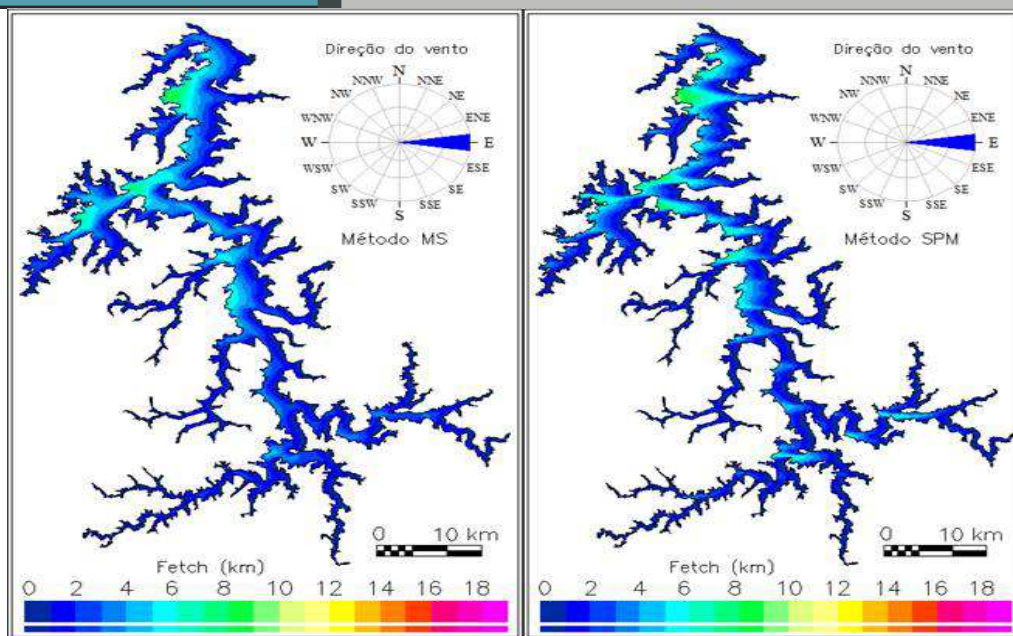 Direção do vento
N
NNW NNE
NW NE
WNW ENE
W E
WSW ESE
SW SE
SSW SSE
S
Método MS
0 10 km
Fetch (km)
0 2 4 6 8 10 12 14 16 18
Direção do vento
N
NNW NNE
NW NE
WNW ENE
W E
WSW ESE
SW SE
SSW SSE
S
Método SPM
0 10 km
Fetch (km)
0 2 4 6 8 10 12 14 16 18